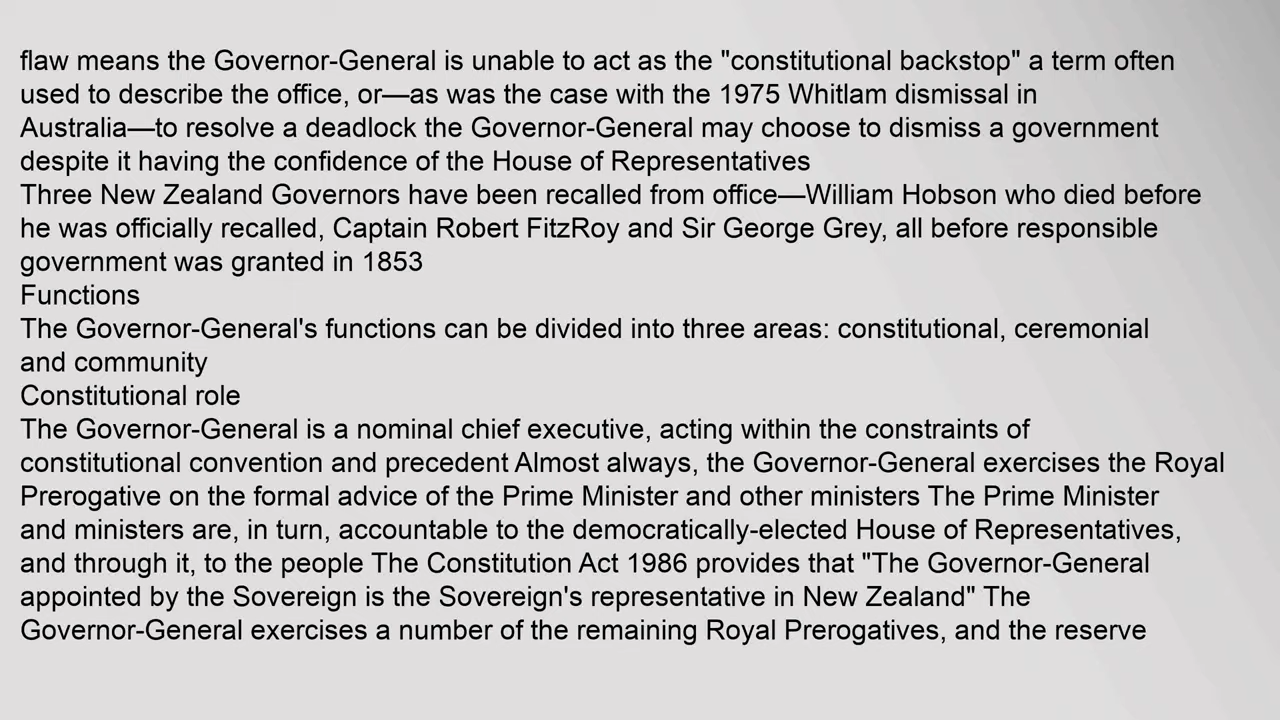 flaw means the Governor-General is unable to act as the "constitutional backstop" a term often
used to describe the office, or—as was the case with the 1975 Whitlam dismissal in
Australia—to resolve a deadlock the Governor-General may choose to dismiss a government
despite it having the confidence of the House of Representatives
Three New Zealand Governors have been recalled from office—William Hobson who died before
he was officially recalled, Captain Robert FitzRoy and Sir George Grey, all before responsible
government was granted in 1853
Functions
The Governor-General's functions can be divided into three areas: constitutional, ceremonial
and community
Constitutional role
The Governor-General is a nominal chief executive, acting within the constraints of
constitutional convention and precedent Almost always, the Governor-General exercises the Royal
Prerogative on the formal advice of the Prime Minister and other ministers The Prime Minister
and ministers are, in turn, accountable to the democratically-elected House of Representatives,
and through it, to the people The Constitution Act 1986 provides that "The Governor-General
appointed by the Sovereign is the Sovereign's representative in New Zealand" The
Governor-General exercises a number of the remaining Royal Prerogatives, and the reserve